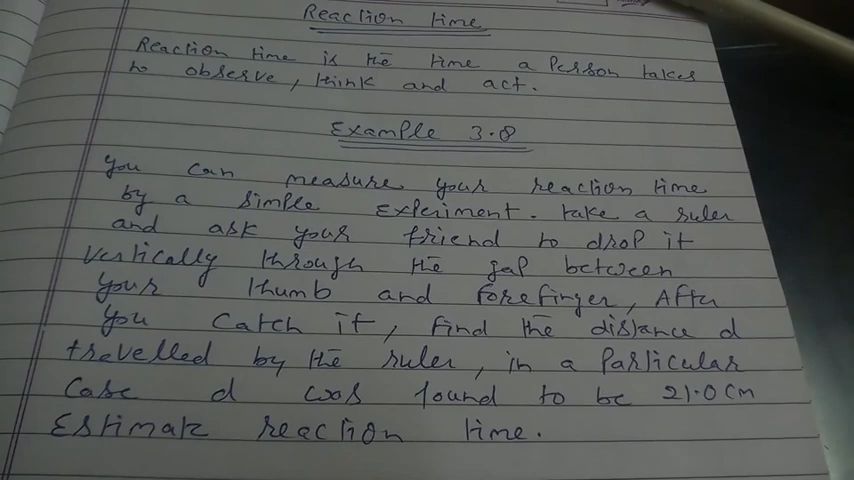 Reaction time
Reaction time is the time a Person takes
to observe, think and act.
Example 3.8
You can measure your reaction time
by a simple experiment. take a ruler
and ask your friend to drop it
vertically through the gap between
your thumb and forefinger, After
you catch it, find the distance d
travelled by the ruler, in a Particular
case d was found to be 21.0 cm
Estimate reaction time.